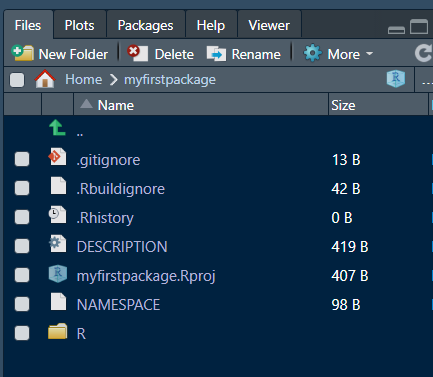 Files Plots Packages Help Viewer
New Folder Delete Rename More
Home myfirstpackage R ...
Name Size
..
.gitignore 13 B
.Rbuildignore 42 B
.Rhistory 0 B
DESCRIPTION 419 B
myfirstpackage.Rproj 407 B
NAMESPACE 98 B
R